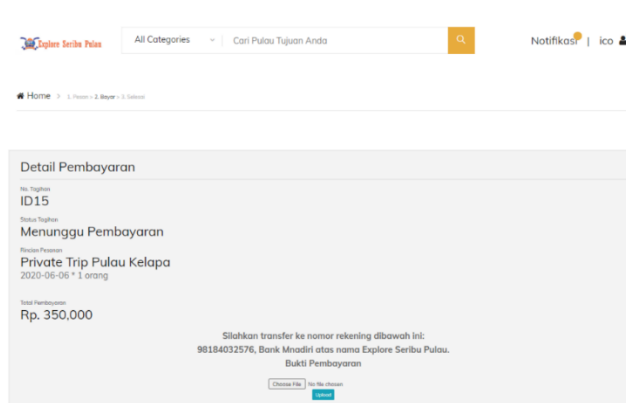 Explore Seribu Pulau
All Categories
Cari Pulau Tujuan Anda
Notifikasi | ico
Home > 1. Pesan > 2. Bayar > 3. Selesai
Detail Pembayaran
No. Tagihan
ID15
Status Tagihan
Menunggu Pembayaran
Rincian Pesanan
Private Trip Pulau Kelapa
2020-06-06 * 1 orang
Total Pembayaran
Rp. 350,000
Silahkan transfer ke nomor rekening dibawah ini:
98184032576, Bank Mnadiri atas nama Explore Seribu Pulau.
Bukti Pembayaran
Choose File No file chosen
Upload